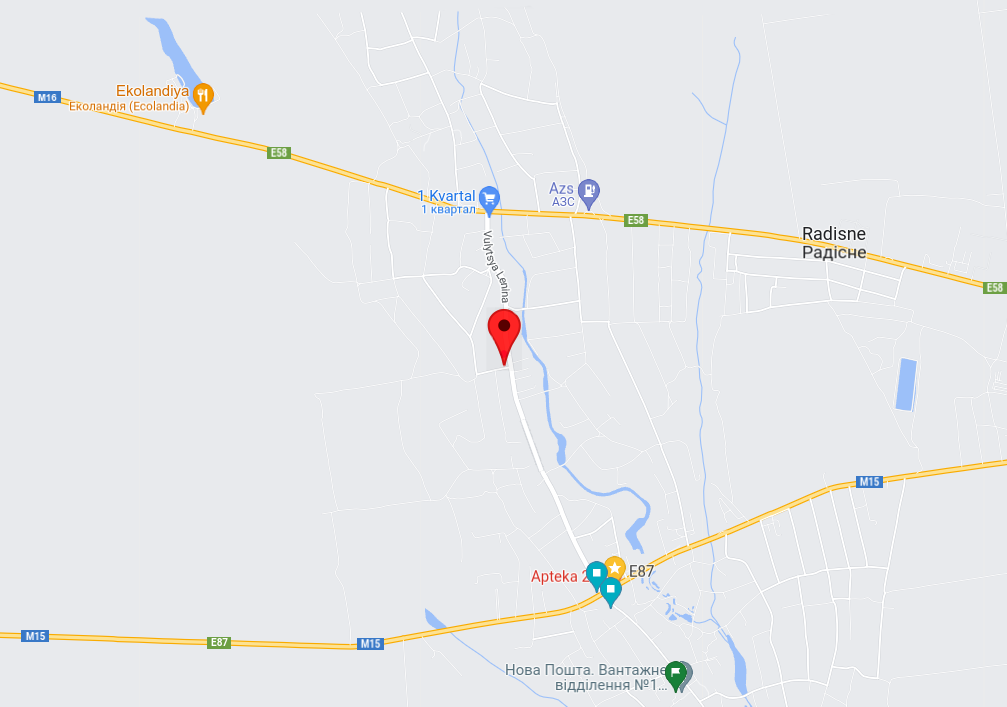 Ekolandiya
Еколандія (Ecolandia)
M16
E58
1 Kvartal
1 квартал
Azs
АЗС
E58
Radisne
Радісне
E58
Vulytsya Lenina
M15
Apteka 2
E87
M15
E87
M15
Нова Пошта. Вантажне
відділення №1...